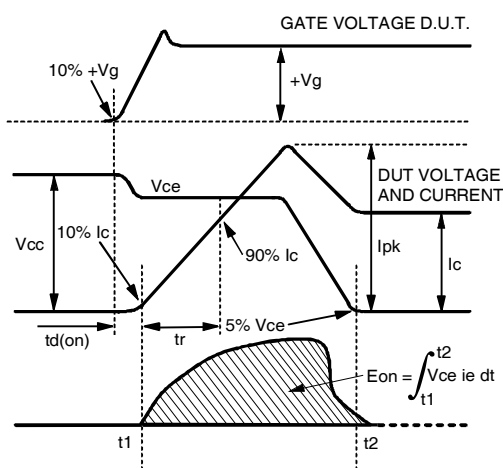 GATE VOLTAGE D.U.T.
10% +Vg
+Vg
DUT VOLTAGE
AND CURRENT
Vce
10% Ic
Vcc
90% Ic
Ipk
Ic
td(on)
tr
5% Vce
Eon = ∫ Vce ie dt
t2
t1
t1
t2